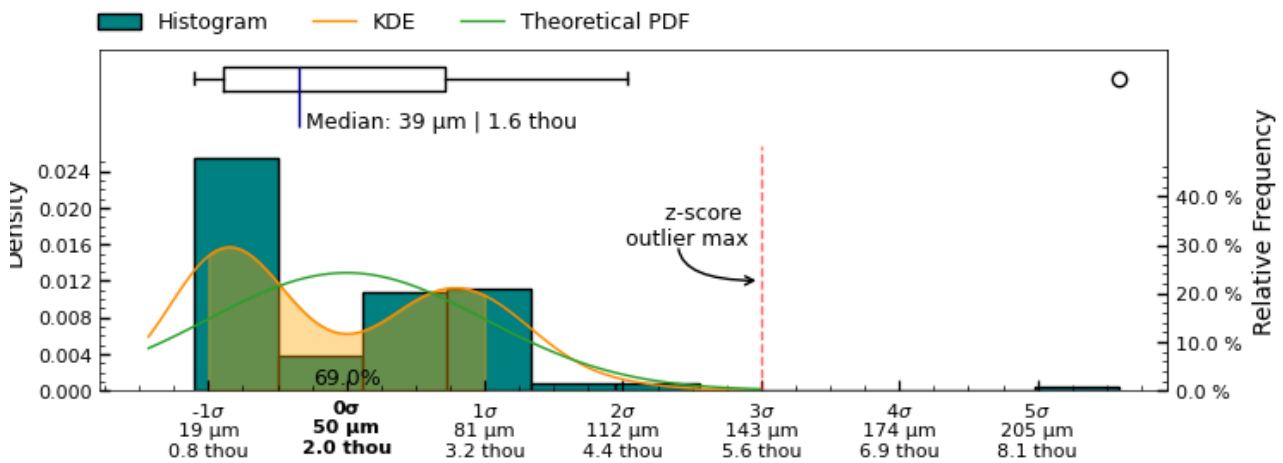 Histogram KDE Theoretical PDF
Median: 39 μm | 1.6 thou
Density
0.024
0.020
0.016
0.012
0.008
0.004
0.000
z-score
outlier max
69.0%
40.0 %
30.0 %
20.0 %
10.0 %
0.0 %
Relative Frequency
-1σ 0σ 1σ 2σ 3σ 4σ 5σ
19 μm 50 μm 81 μm 112 μm 143 μm 174 μm 205 μm
0.8 thou 2.0 thou 3.2 thou 4.4 thou 5.6 thou 6.9 thou 8.1 thou